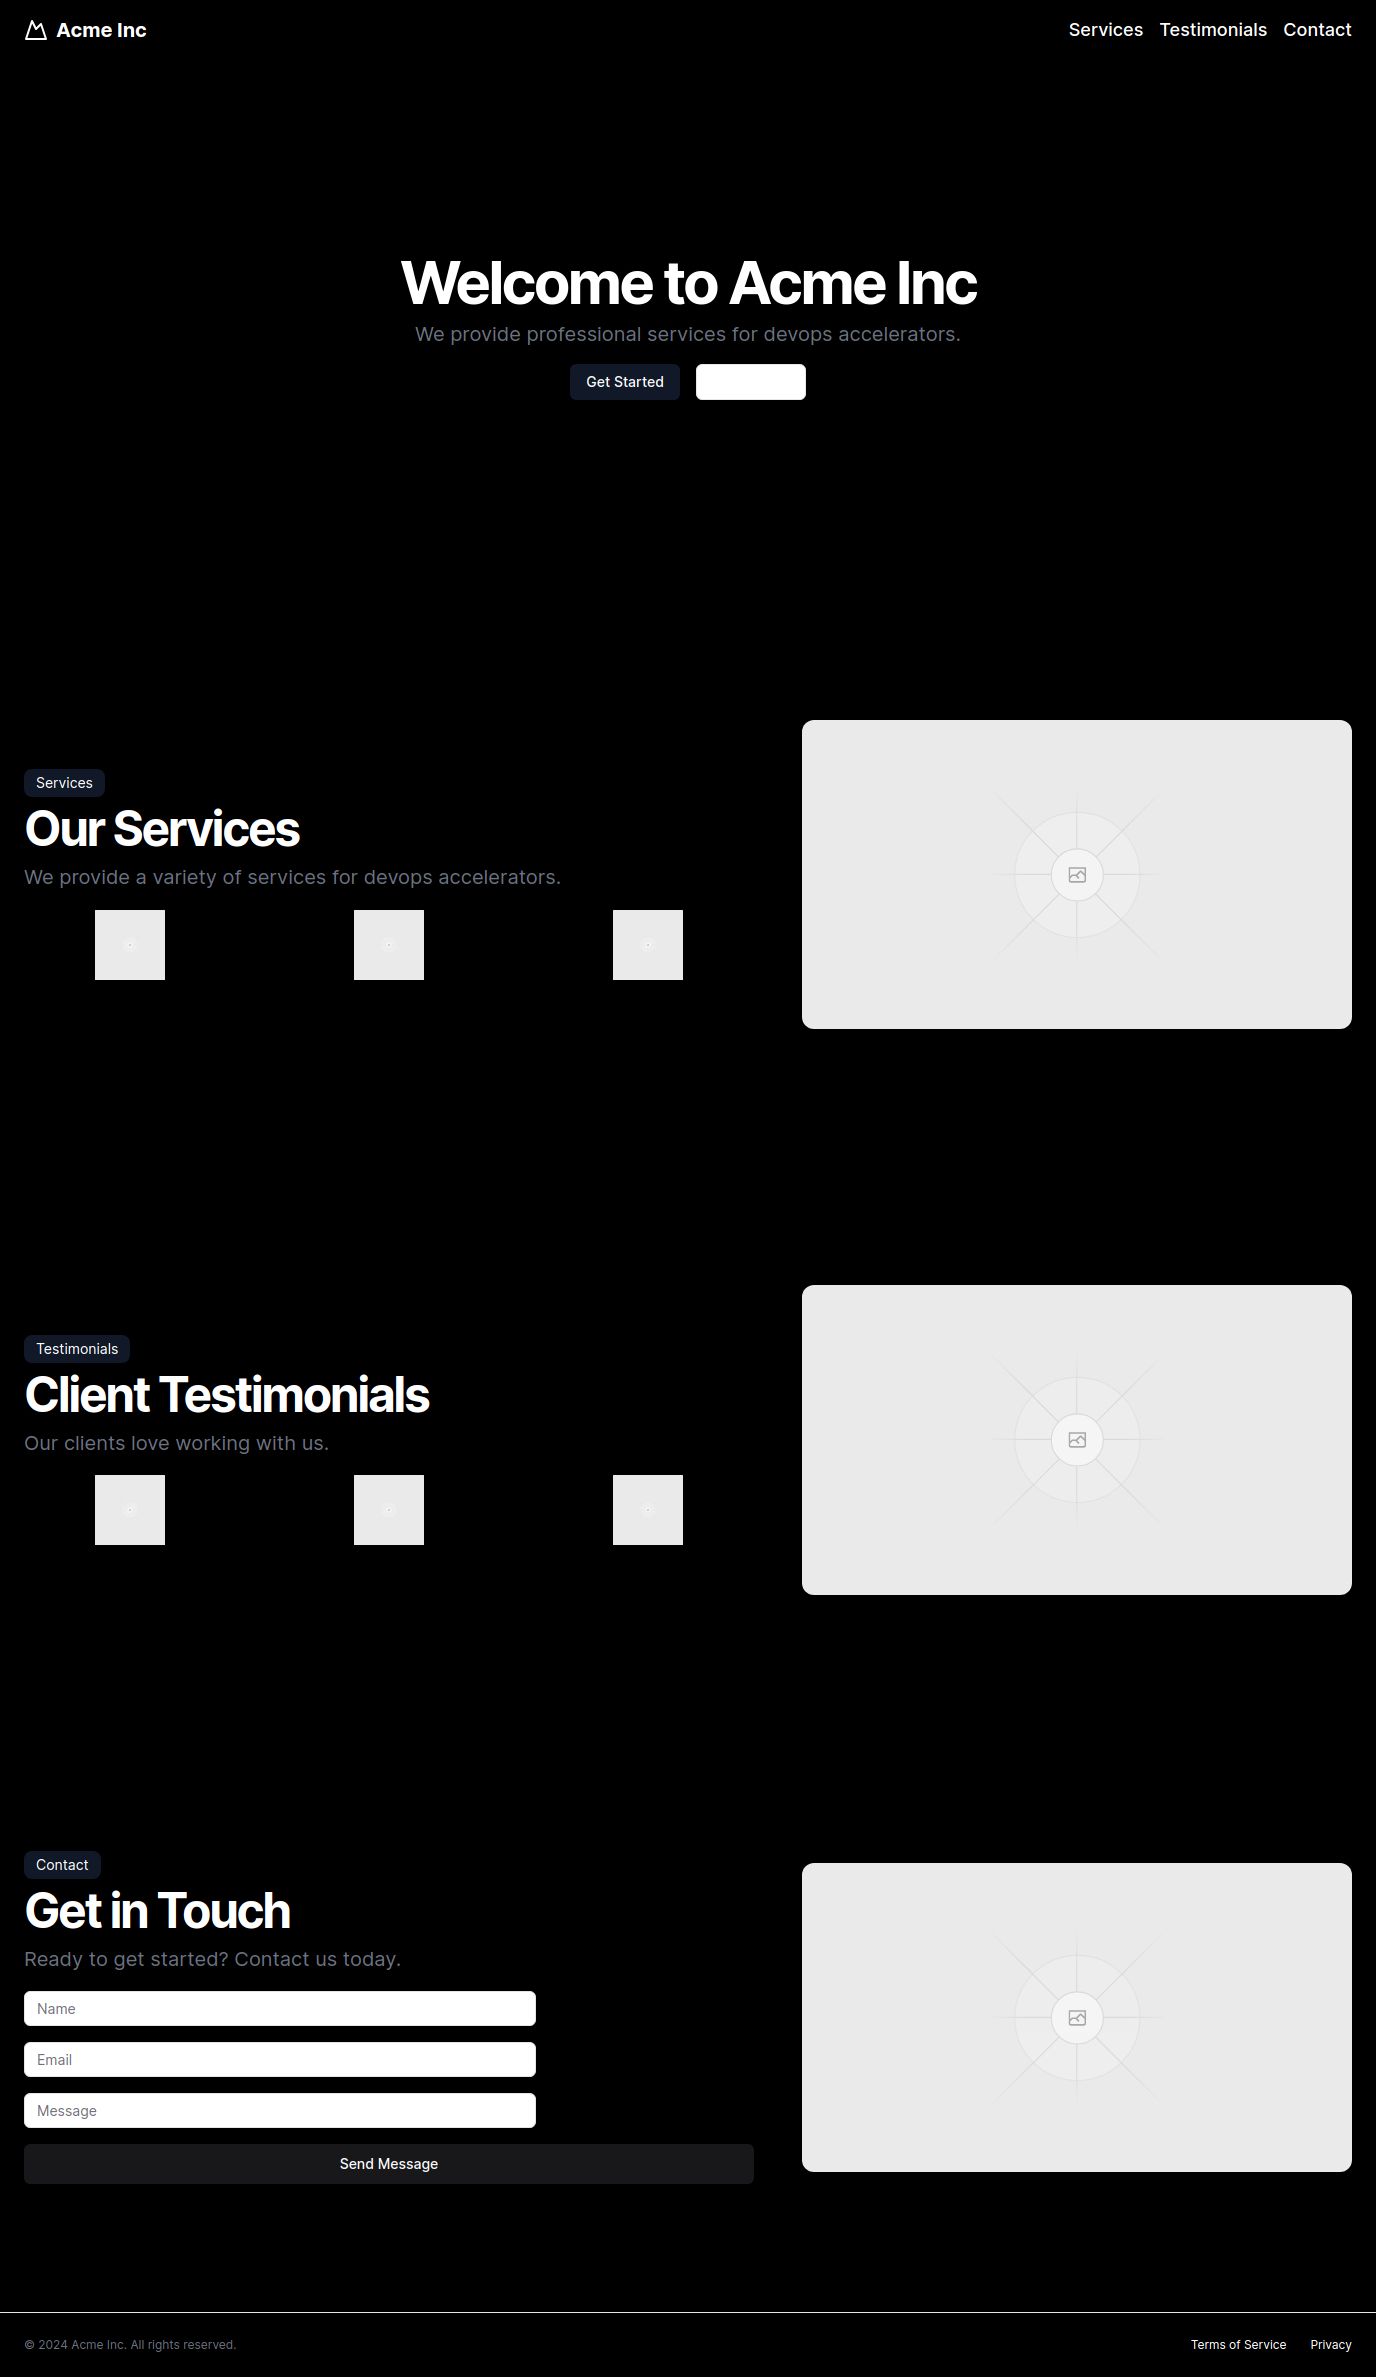 Acme Inc
Services Testimonials Contact
Welcome to Acme Inc
We provide professional services for devops accelerators.
Get Started
Services
Our Services
We provide a variety of services for devops accelerators.
Testimonials
Client Testimonials
Our clients love working with us.
Contact
Get in Touch
Ready to get started? Contact us today.
Name
Email
Message
Send Message
© 2024 Acme Inc. All rights reserved.
Terms of Service Privacy